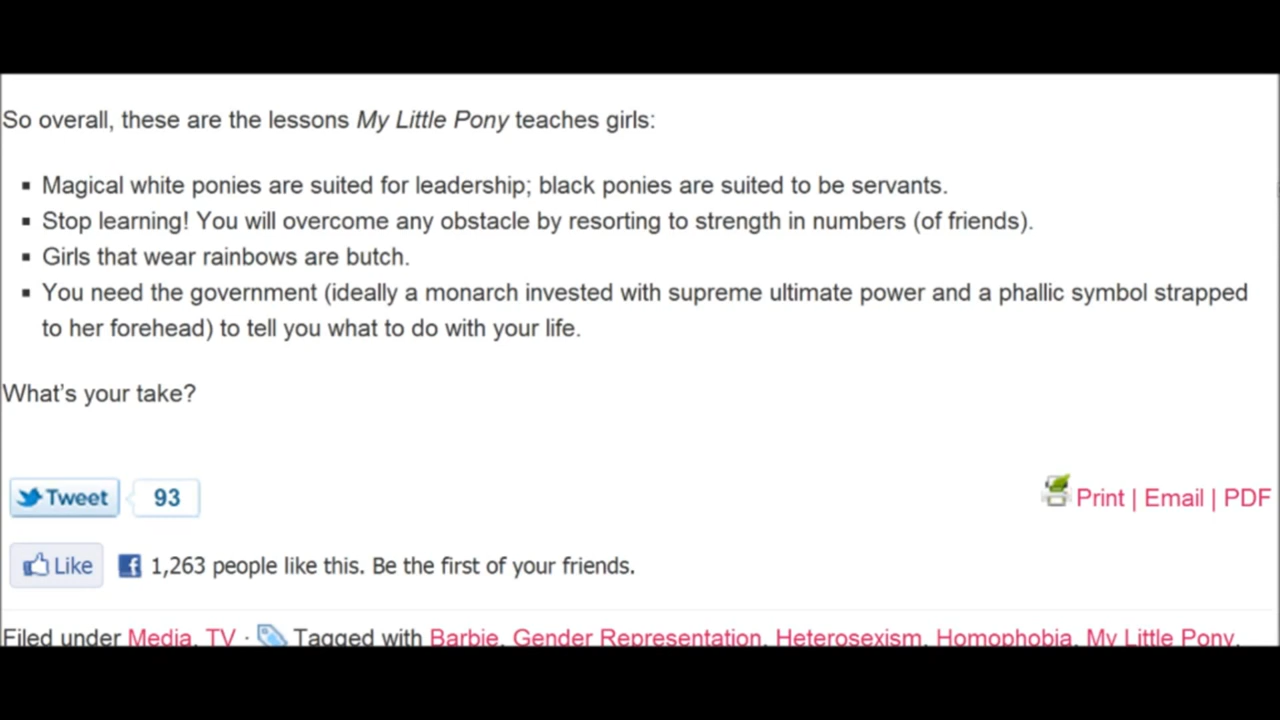 So overall, these are the lessons My Little Pony teaches girls:
▪ Magical white ponies are suited for leadership; black ponies are suited to be servants.
▪ Stop learning! You will overcome any obstacle by resorting to strength in numbers (of friends).
▪ Girls that wear rainbows are butch.
▪ You need the government (ideally a monarch invested with supreme ultimate power and a phallic symbol strapped
to her forehead) to tell you what to do with your life.
What's your take?
Tweet 93
Print | Email | PDF
Like 1,263 people like this. Be the first of your friends.
Filed under Media, TV · Tagged with Barbie, Gender Representation, Heterosexism, Homophobia, My Little Pony,